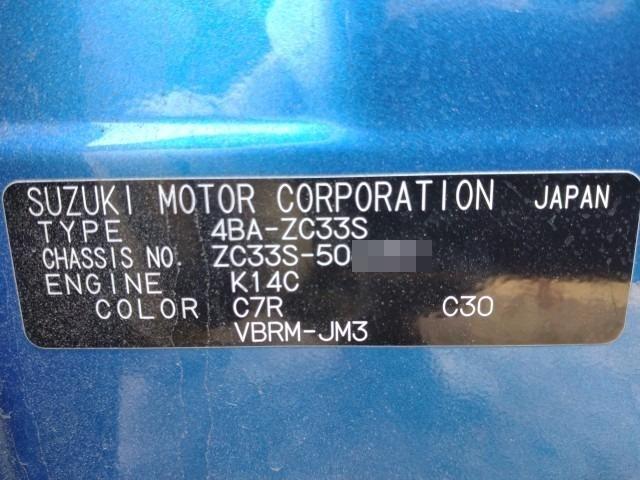 SUZUKI MOTOR CORPORATION JAPAN
TYPE 4BA-ZC33S
CHASSIS NO. ZC33S-50
ENGINE K14C
COLOR C7R C30
VBRM-JM3